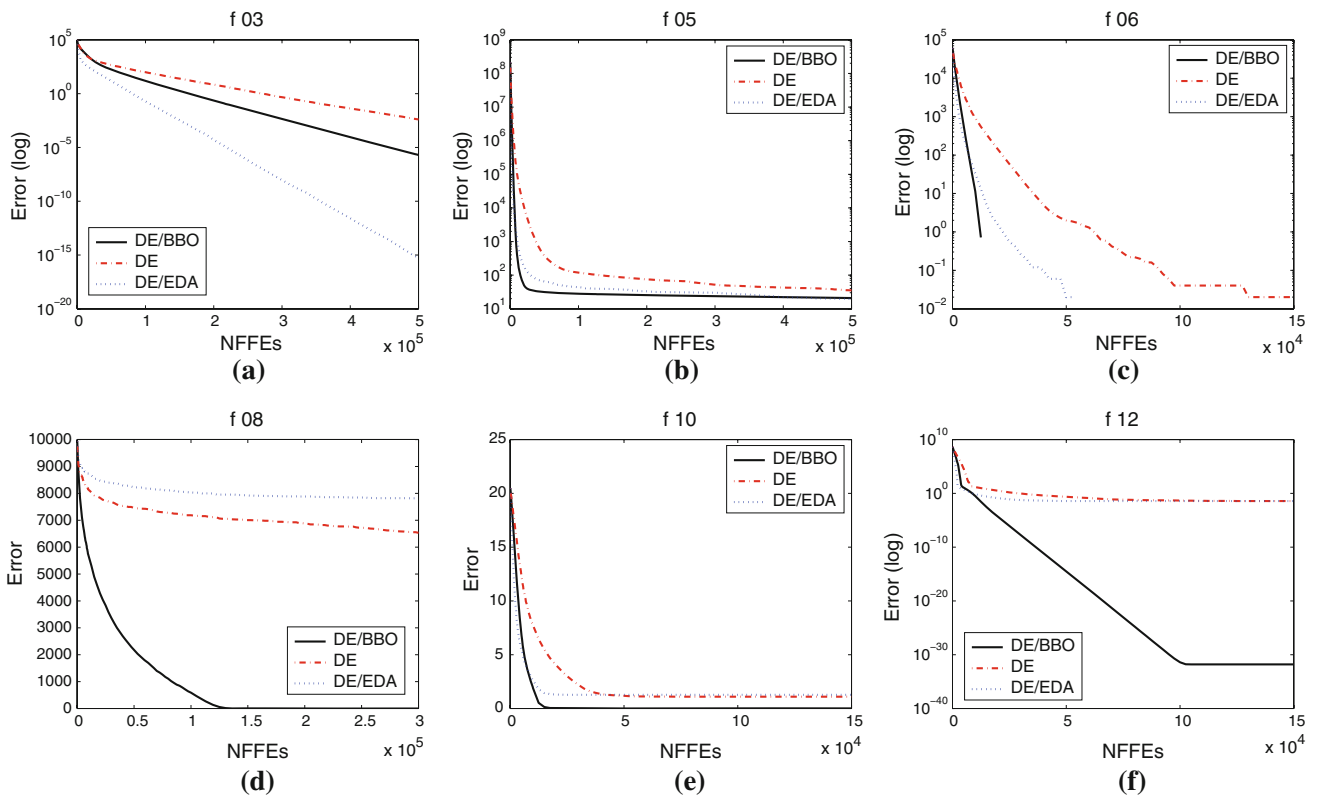 f 03
10^5
10^0
10^-5
10^-10
10^-15
10^-20
Error (log)
DE/BBO
DE
DE/EDA
0 1 2 3 4 5
NFFEs
x 10^5
(a)
f 05
10^9
10^8
10^7
10^6
10^5
10^4
10^3
10^2
10^1
Error (log)
DE/BBO
DE
DE/EDA
0 1 2 3 4 5
NFFEs
x 10^5
(b)
f 06
10^5
10^4
10^3
10^2
10^1
10^0
10^-1
10^-2
Error (log)
DE/BBO
DE
DE/EDA
0 5 10 15
NFFEs
x 10^4
(c)
f 08
10000
9000
8000
7000
6000
5000
4000
3000
2000
1000
0
Error
DE/BBO
DE
DE/EDA
0 0.5 1 1.5 2 2.5 3
NFFEs
x 10^5
(d)
f 10
25
20
15
10
5
0
Error
DE/BBO
DE
DE/EDA
0 5 10 15
NFFEs
x 10^4
(e)
f 12
10^10
10^0
10^-10
10^-20
10^-30
10^-40
Error (log)
DE/BBO
DE
DE/EDA
0 5 10 15
NFFEs
x 10^4
(f)